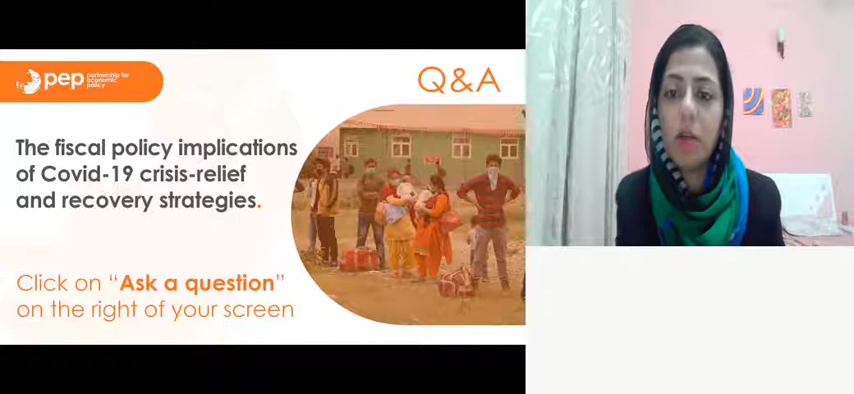 pep partnership for
economic
policy
Q&A
The fiscal policy implications
of Covid-19 crisis-relief
and recovery strategies.
Click on “Ask a question”
on the right of your screen